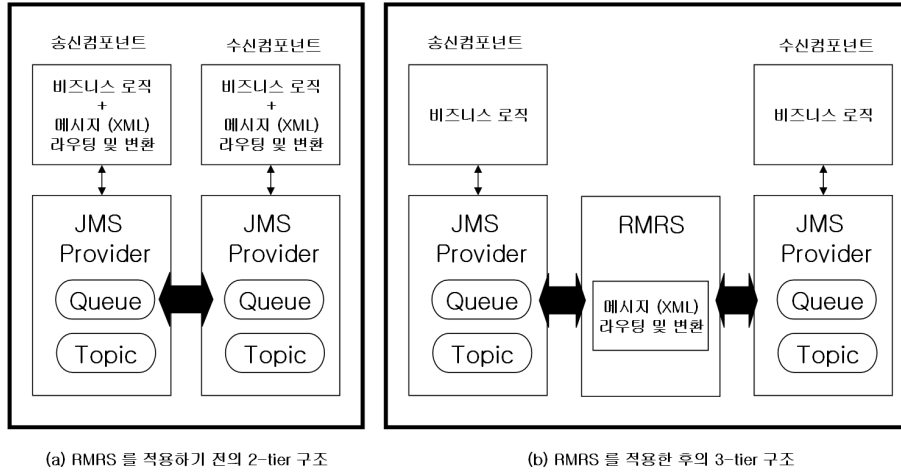 송신컴포넌트
수신컴포넌트
비즈니스 로직
+
메시지 (XML)
라우팅 및 변환
비즈니스 로직
+
메시지 (XML)
라우팅 및 변환
JMS
Provider
Queue
Topic
JMS
Provider
Queue
Topic
(a) RMRS 를 적용하기 전의 2-tier 구조
송신컴포넌트
수신컴포넌트
비즈니스 로직
비즈니스 로직
JMS
Provider
Queue
Topic
RMRS
메시지 (XML)
라우팅 및 변환
JMS
Provider
Queue
Topic
(b) RMRS 를 적용한 후의 3-tier 구조